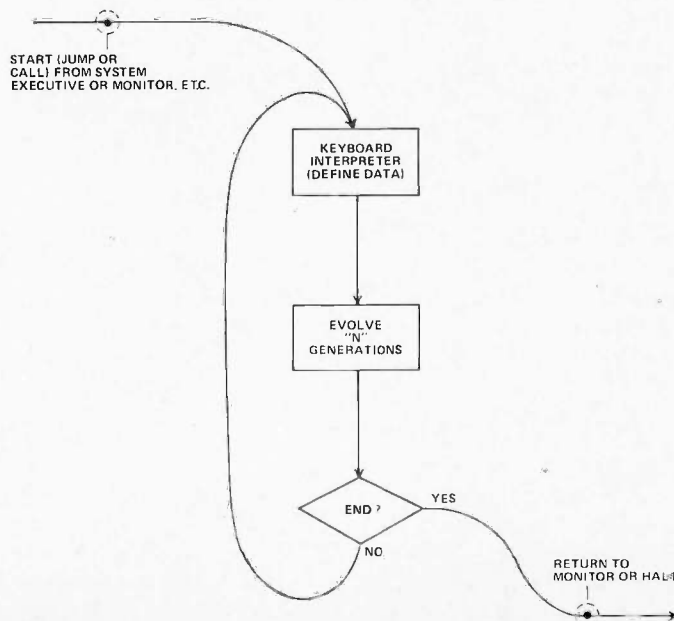 START (JUMP OR
CALL) FROM SYSTEM
EXECUTIVE OR MONITOR, ETC.
KEYBOARD
INTERPRETER
(DEFINE DATA)
EVOLVE
"N"
GENERATIONS
END ?
YES
NO
RETURN TO
MONITOR OR HALT